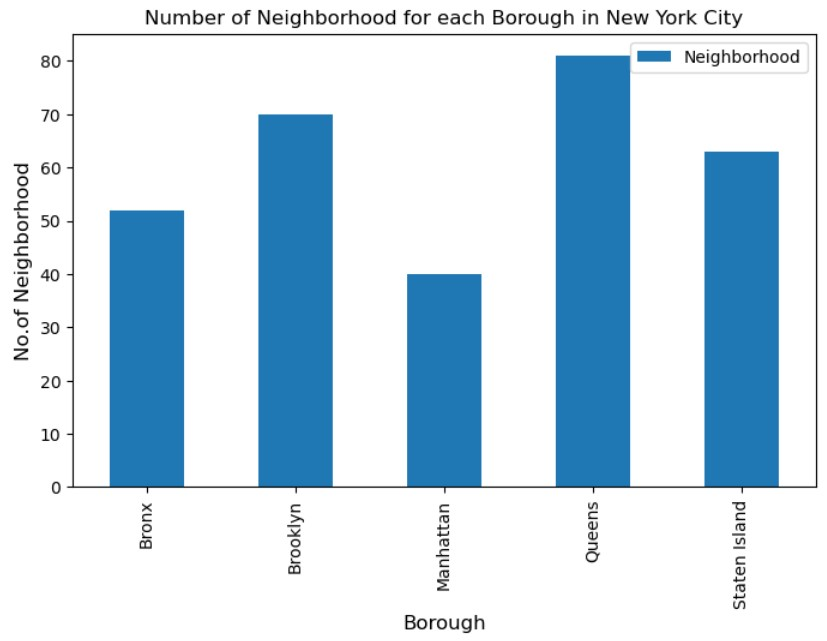 Number of Neighborhood for each Borough in New York City
Neighborhood
No.of Neighborhood
80
70
60
50
40
30
20
10
0
Bronx
Brooklyn
Manhattan
Queens
Staten Island
Borough